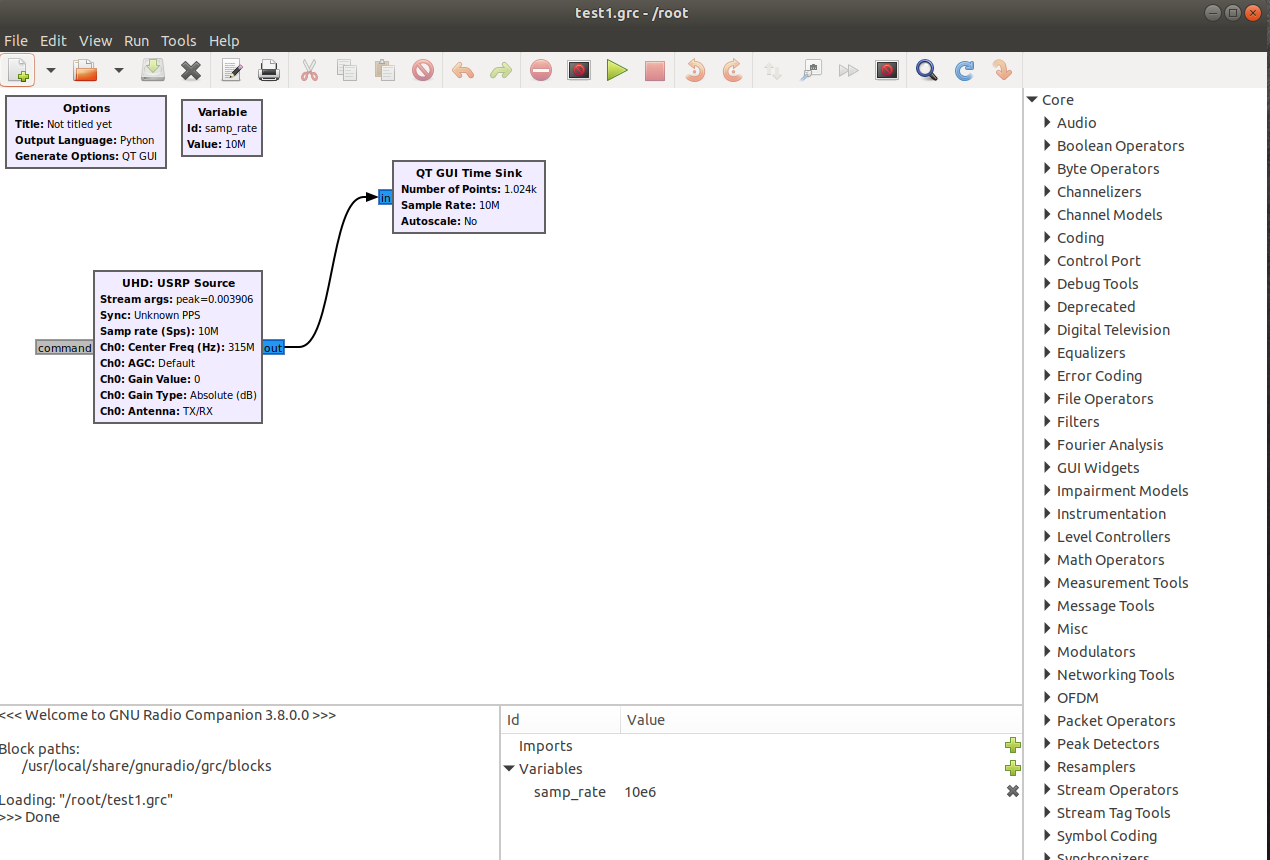 test1.grc - /root
File Edit View Run Tools Help
Options
Title: Not titled yet
Output Language: Python
Generate Options: QT GUI
Variable
Id: samp_rate
Value: 10M
QT GUI Time Sink
Number of Points: 1.024k
Sample Rate: 10M
Autoscale: No
in
UHD: USRP Source
Stream args: peak=0.003906
Sync: Unknown PPS
Samp rate (Sps): 10M
Ch0: Center Freq (Hz): 315M
Ch0: AGC: Default
Ch0: Gain Value: 0
Ch0: Gain Type: Absolute (dB)
Ch0: Antenna: TX/RX
command
out
Core
Audio
Boolean Operators
Byte Operators
Channelizers
Channel Models
Coding
Control Port
Debug Tools
Deprecated
Digital Television
Equalizers
Error Coding
File Operators
Filters
Fourier Analysis
GUI Widgets
Impairment Models
Instrumentation
Level Controllers
Math Operators
Measurement Tools
Message Tools
Misc
Modulators
Networking Tools
OFDM
Packet Operators
Peak Detectors
Resamplers
Stream Operators
Stream Tag Tools
Symbol Coding
Synchronizers
<<< Welcome to GNU Radio Companion 3.8.0.0 >>>
Block paths:
/usr/local/share/gnuradio/grc/blocks
Loading: "/root/test1.grc"
>>> Done
Id Value
Imports
Variables
samp_rate 10e6